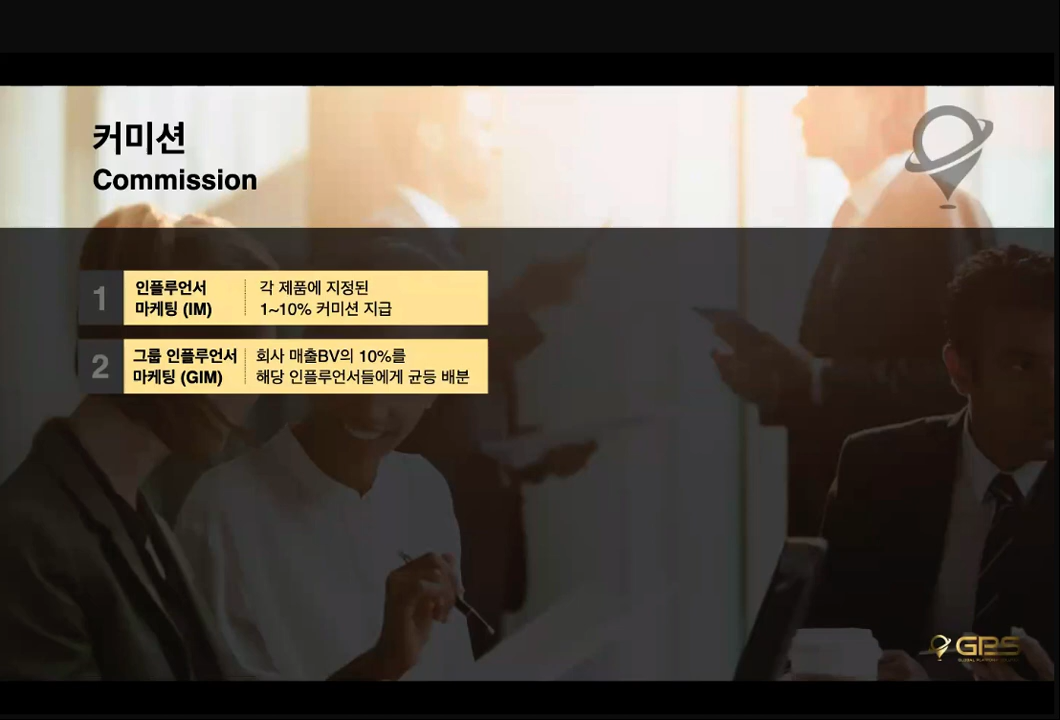 커미션
Commission
1
인플루언서
마케팅 (IM)
각 제품에 지정된
1~10% 커미션 지급
2
그룹 인플루언서
마케팅 (GIM)
회사 매출BV의 10%를
해당 인플루언서들에게 균등 배분
GBS
GLOBAL